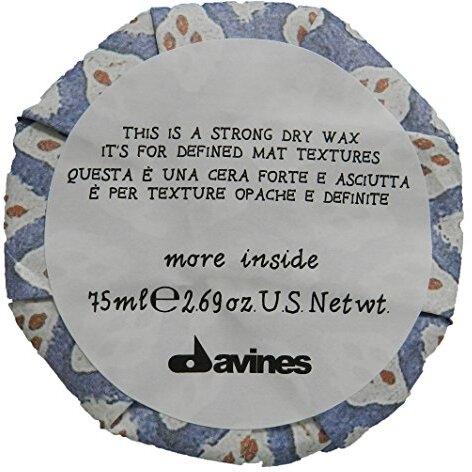 THIS IS A STRONG DRY WAX
IT'S FOR DEFINED MAT TEXTURES
QUESTA È UNA CERA FORTE E ASCIUTTA
È PER TEXTURE OPACHE E DEFINITE
more inside
75ml℮2.69oz.U.S.Netwt.
davines